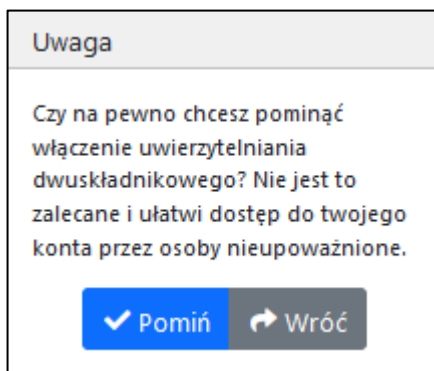 Uwaga
Czy na pewno chcesz pominąć
włączenie uwierzytelniania
dwuskładnikowego? Nie jest to
zalecane i ułatwi dostęp do twojego
konta przez osoby nieupoważnione.
Pomiń Wróć